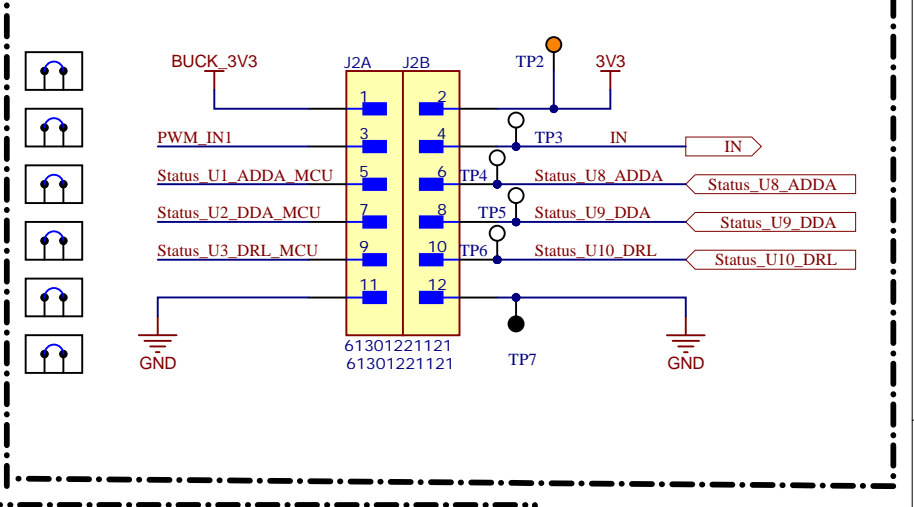 BUCK_3V3
J2A J2B
TP2
3V3
1 2
PWM_IN1
3 4
TP3
IN
IN
Status_U1_ADDA_MCU
5 6
TP4
Status_U8_ADDA
Status_U8_ADDA
Status_U2_DDA_MCU
7 8
TP5
Status_U9_DDA
Status_U9_DDA
Status_U3_DRL_MCU
9 10
TP6
Status_U10_DRL
Status_U10_DRL
11 12
GND
61301221121
61301221121
TP7
GND